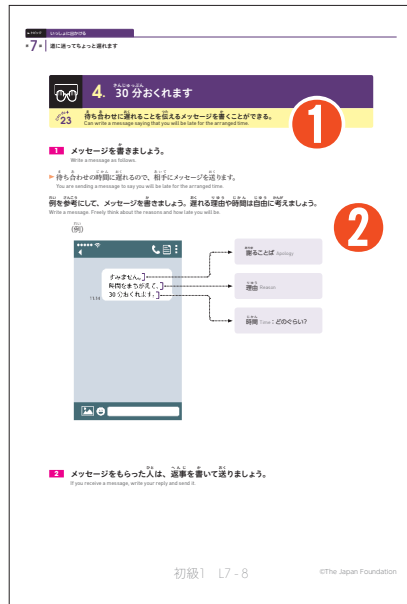 いっしょに出かける
第7課 道に迷ってちょっと遅れます
4. 30分おくれます
さんじゅっぷん
23 待ち合わせに遅れることを伝えるメッセージを書くことができる。
Can write a message saying that you will be late for the arranged time.
1
1 メッセージを書きましょう。
Write a message as follows.
► 待ち合わせの時間に遅れるので、相手にメッセージを送ります。
You are sending a message to say you will be late for the arranged time.
例を参考にして、メッセージを書きましょう。遅れる理由や時間は自由に考えましょう。
Write a message. Freely think about the reasons and how late you will be.
2
(例)
すみません。
時間をまちがえて、
30分おくれます。
11:14
謝ることば Apology
理由 Reason
時間 Time：どのぐらい?
2 メッセージをもらった人は、返事を書いて送りましょう。
If you receive a message, write your reply and send it.
初級1 L7 - 8
©The Japan Foundation